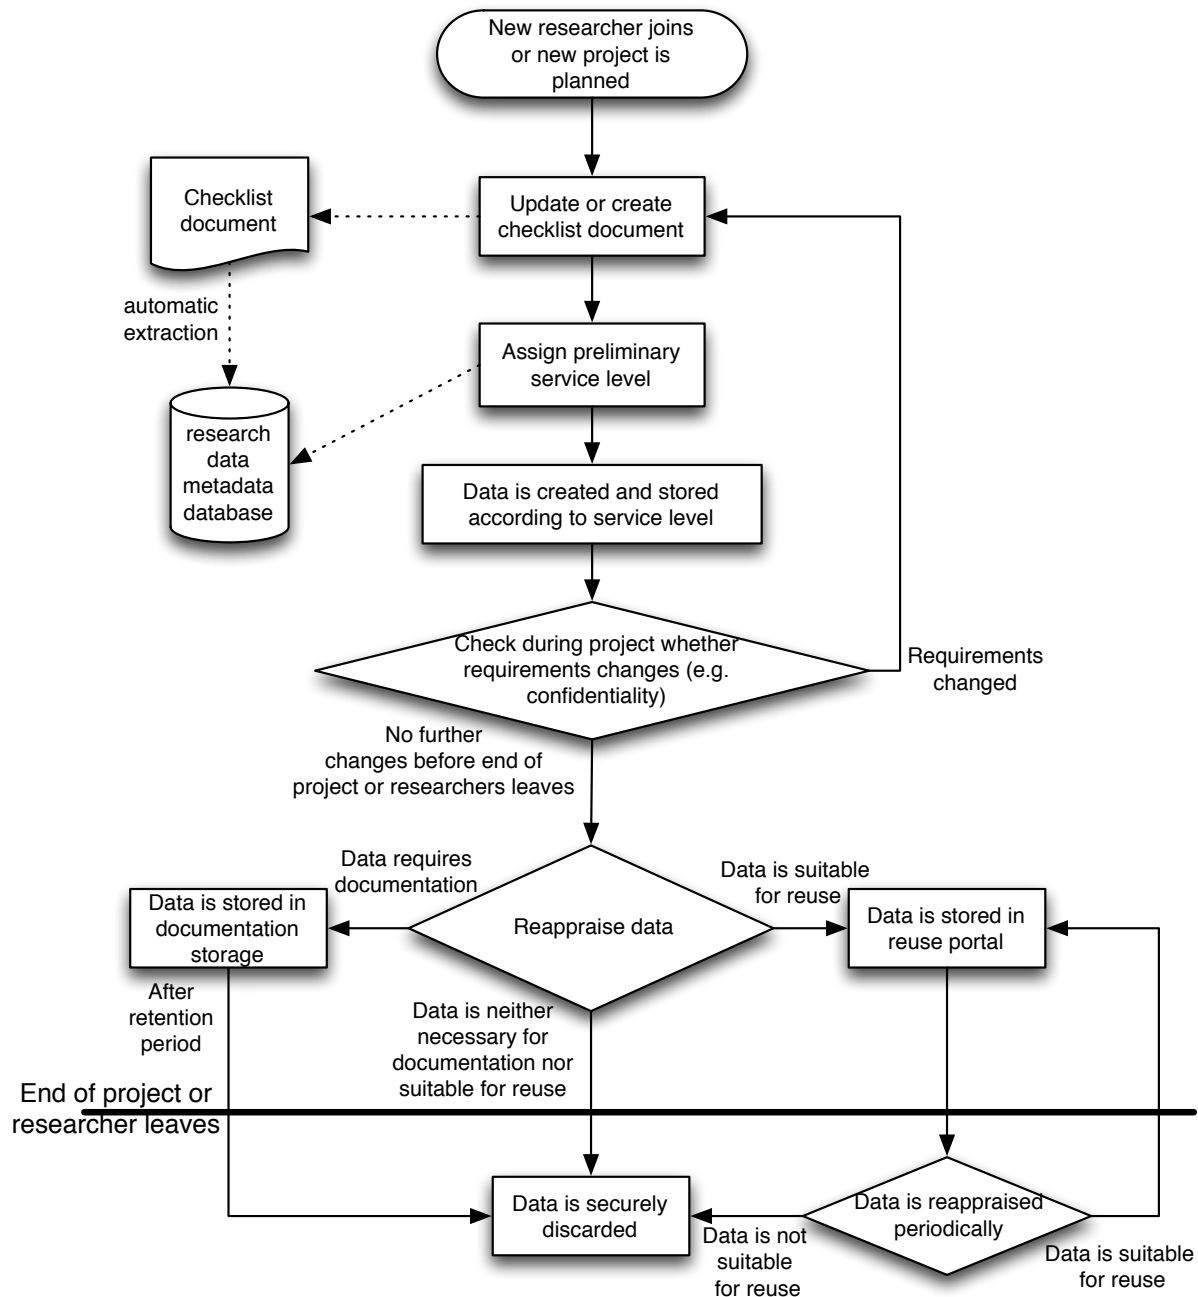 New researcher joins
or new project is
planned
Checklist
document
Update or create
checklist document
automatic
extraction
Assign preliminary
service level
research
data
metadata
database
Data is created and stored
according to service level
Check during project whether
requirements changes (e.g.
confidentiality)
Requirements
changed
No further
changes before end of
project or researchers leaves
Data requires
documentation
Data is suitable
for reuse
Data is stored in
documentation
storage
Reappraise data
Data is stored in
reuse portal
After
retention
period
Data is neither
necessary for
documentation nor
suitable for reuse
End of project or
researcher leaves
Data is securely
discarded
Data is reappraised
periodically
Data is not
suitable
for reuse
Data is suitable
for reuse